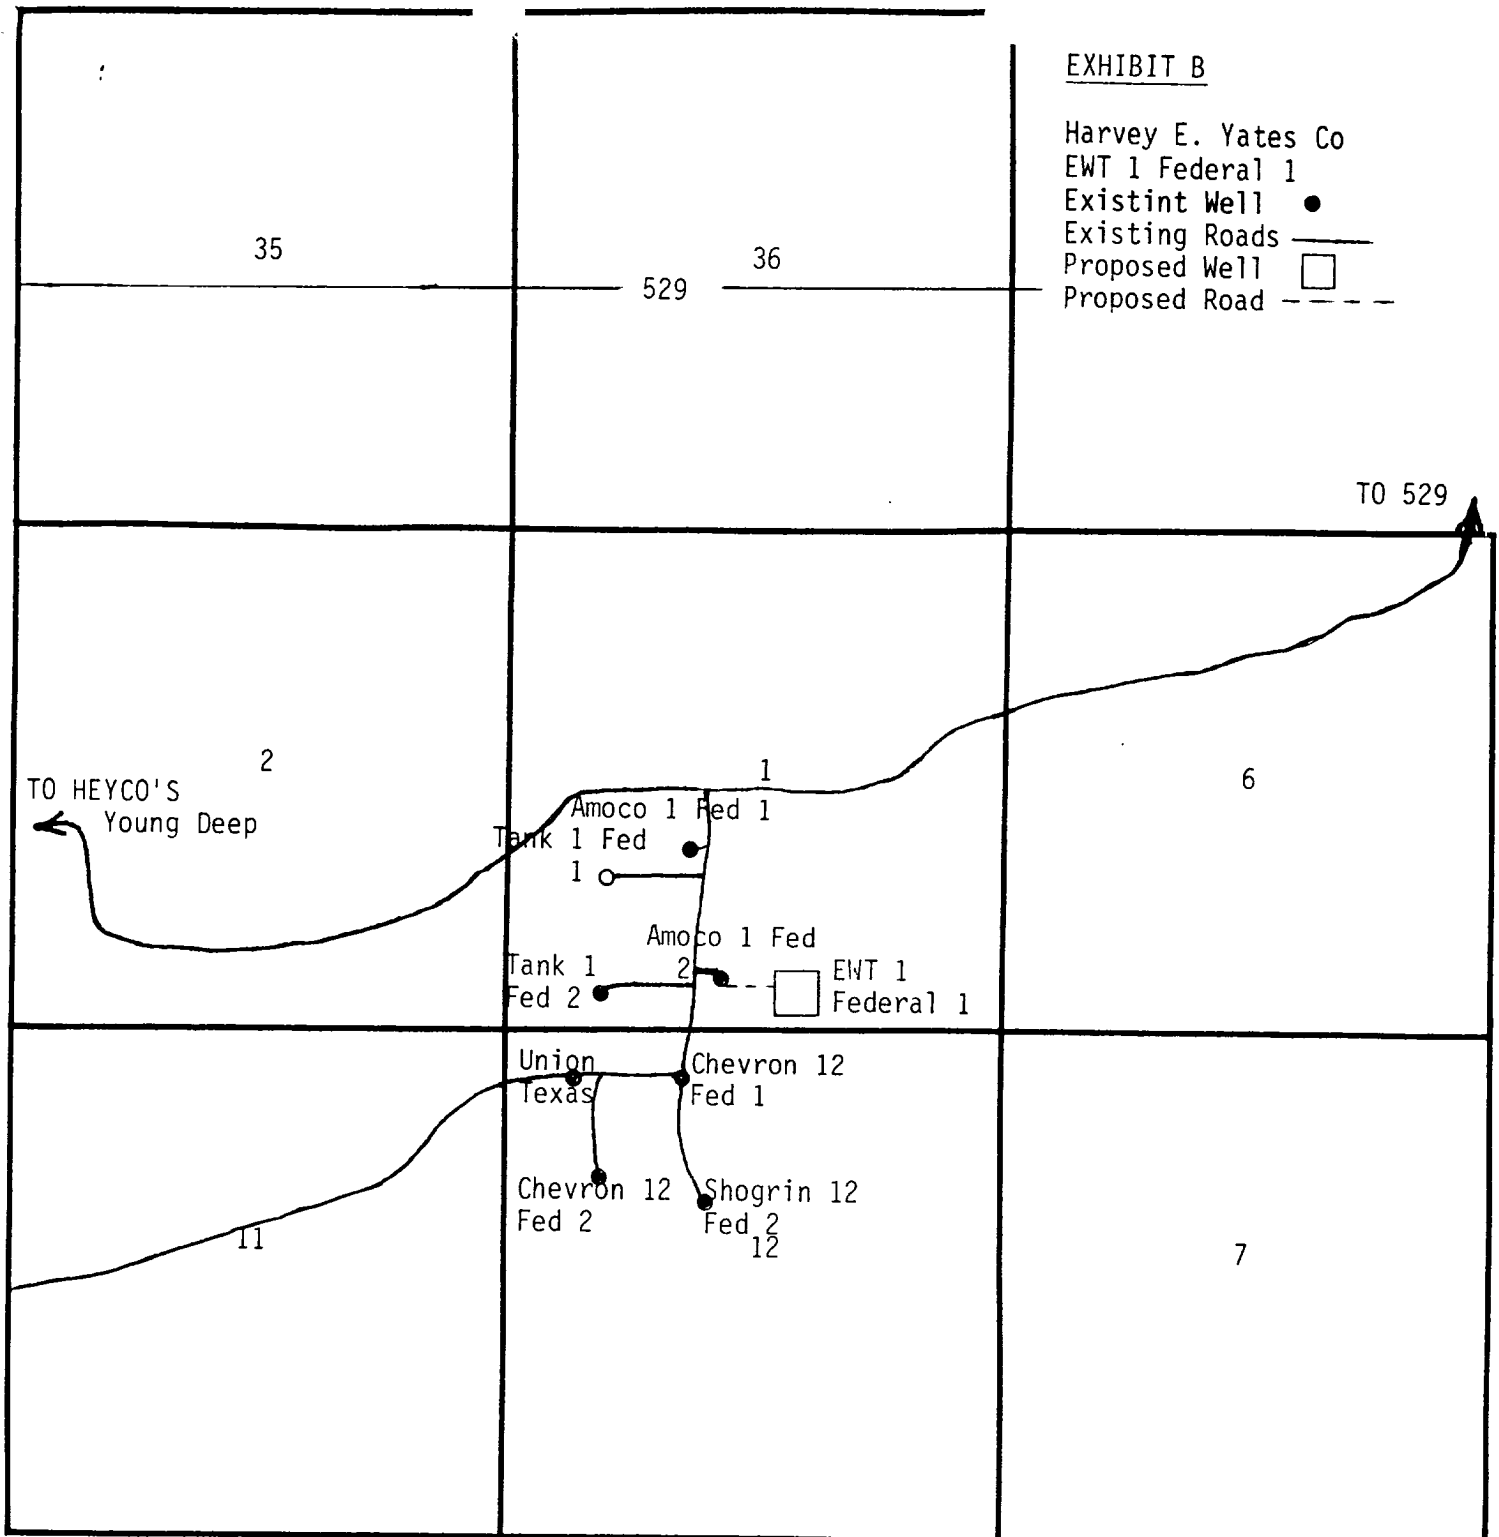 EXHIBIT B
Harvey E. Yates Co
EWT 1 Federal 1
Existint Well
Existing Roads
Proposed Well
Proposed Road
35
36
529
TO 529
2
1
6
TO HEYCO'S
Young Deep
Amoco 1 Fed 1
Tank 1 Fed
1
Amoco 1 Fed
2
Tank 1
Fed 2
EWT 1
Federal 1
Union
Texas
Chevron 12
Fed 1
Chevron 12
Fed 2
Shogrin 12
Fed 2
11
12
7